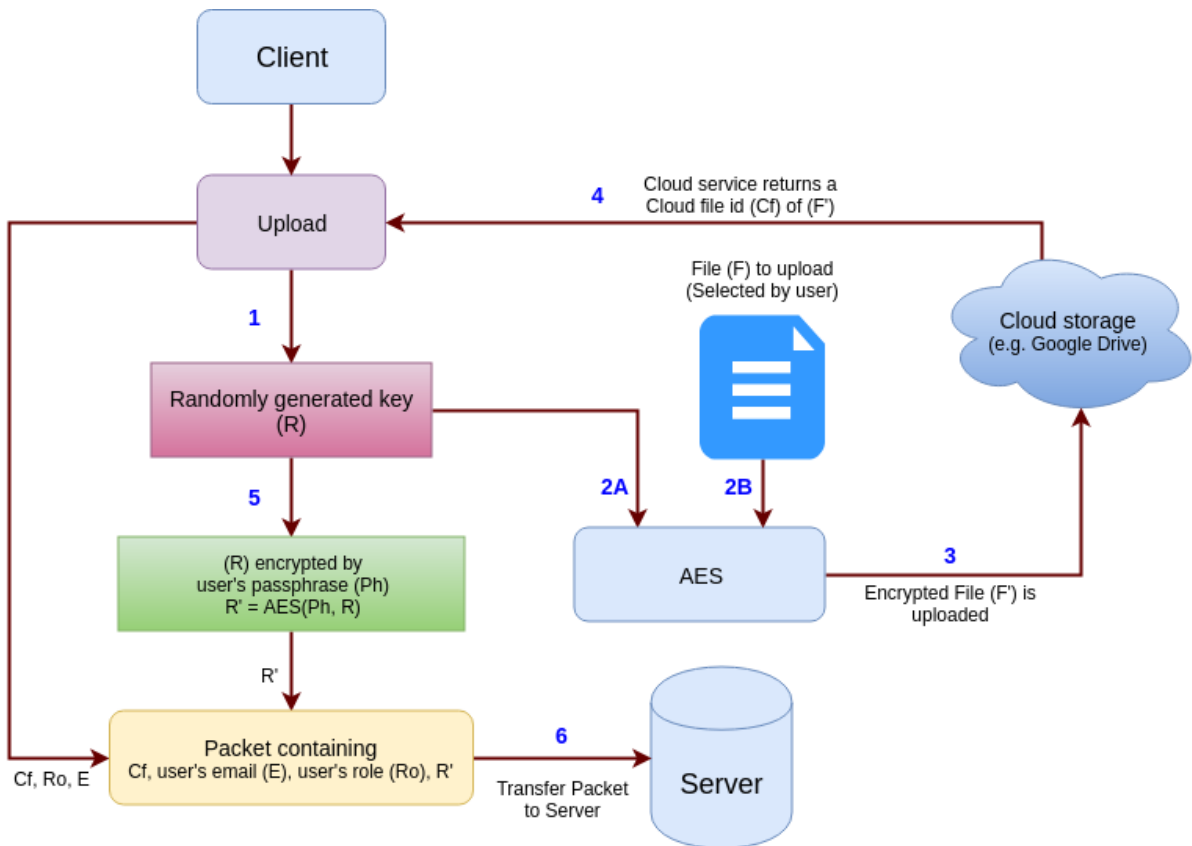 Client
Upload
4
Cloud service returns a
Cloud file id (Cf) of (F')
File (F) to upload
(Selected by user)
Cloud storage
(e.g. Google Drive)
1
Randomly generated key
(R)
2A
2B
5
(R) encrypted by
user's passphrase (Ph)
R' = AES(Ph, R)
AES
3
Encrypted File (F') is
uploaded
R'
Packet containing
Cf, user's email (E), user's role (Ro), R'
Cf, Ro, E
6
Transfer Packet
to Server
Server